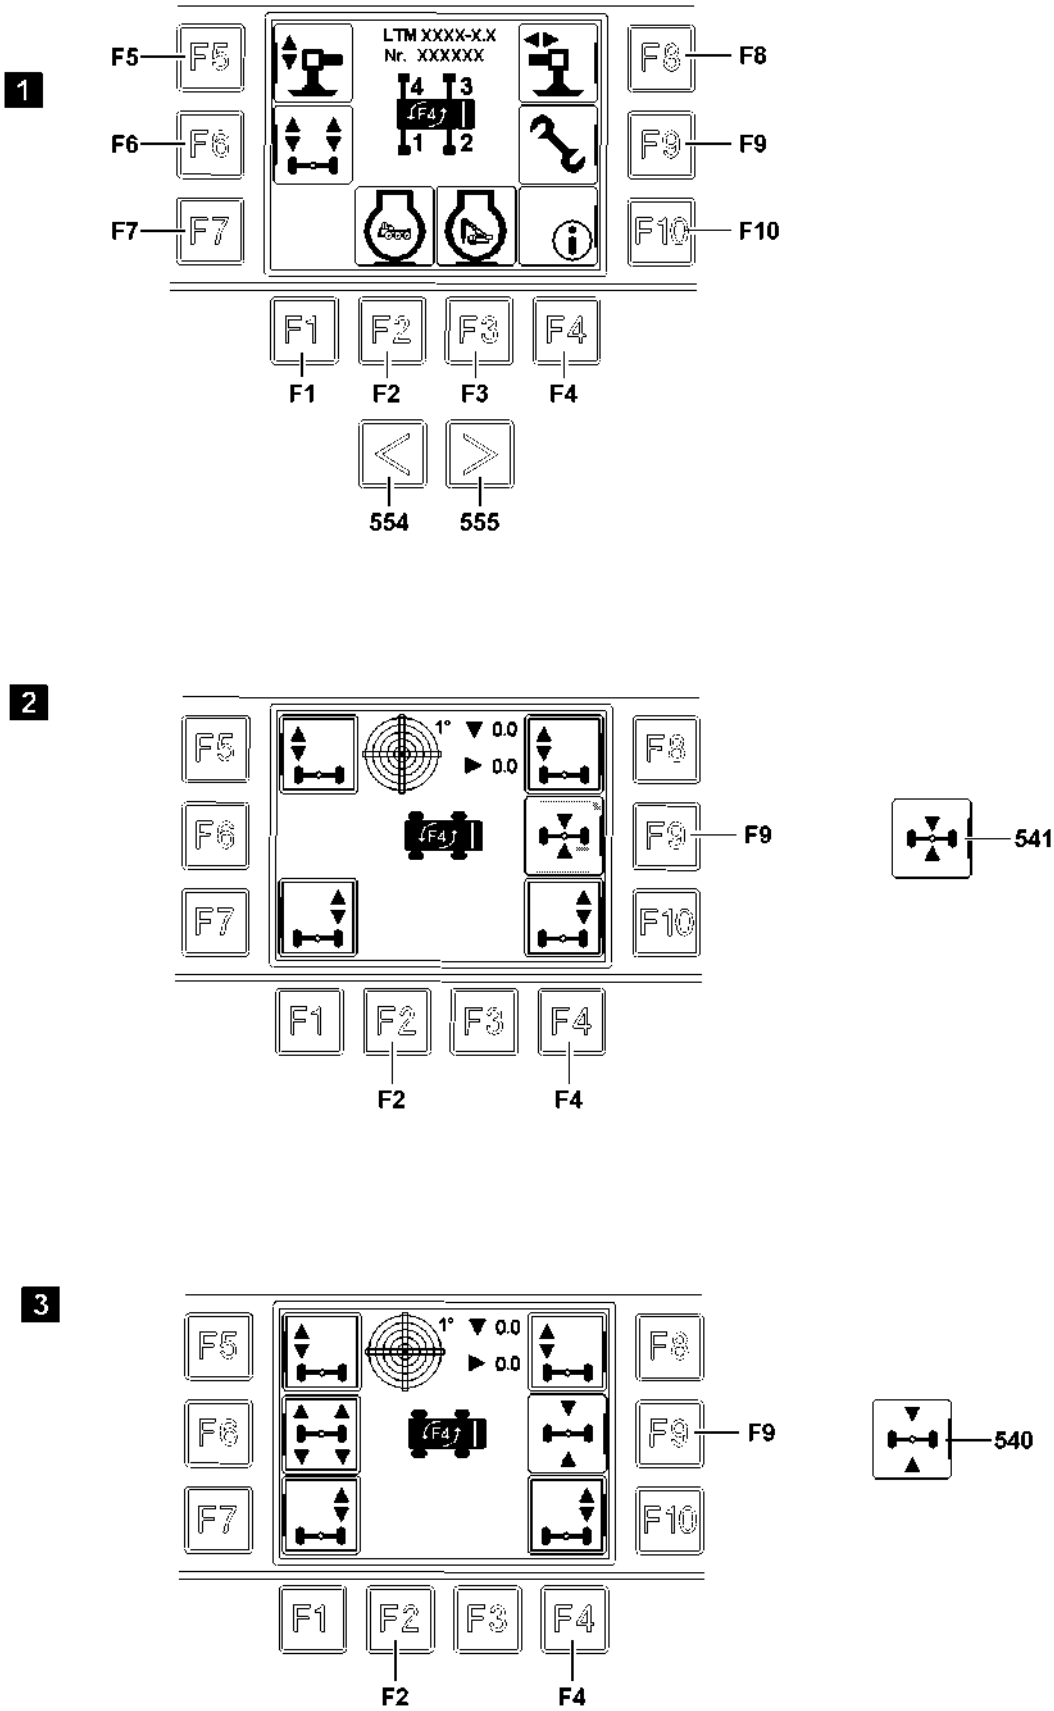 1
F5 F5 LTM XXXX-X.X F8 F8
Nr. XXXXXX
4 3
F4
F6 F6 1 2 F9 F9
F7 F7 i F10 F10
F1 F2 F3 F4
F1 F2 F3 F4
< >
554 555
2
F5 1° ▼ 0.0 F8
► 0.0
F6 F4 F9 F9 541
F7 F10
F1 F2 F3 F4
F2 F4
3
F5 1° ▼ 0.0 F8
► 0.0
F6 F4 F9 F9 540
F7 F10
F1 F2 F3 F4
F2 F4